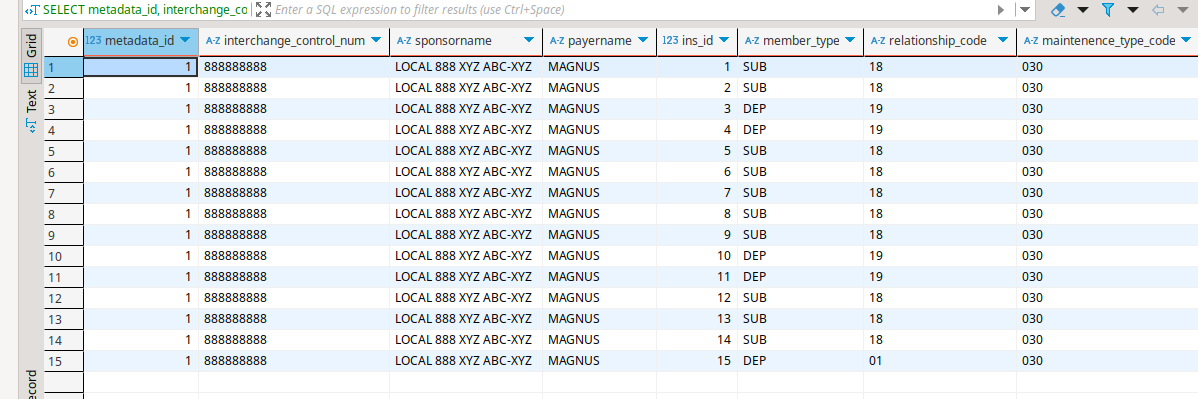 SELECT metadata_id, interchange_co Enter a SQL expression to filter results (use Ctrl+Space)
Grid
Text
ecord
123 metadata_id A-Z interchange_control_num A-Z sponsorname A-Z payername 123 ins_id A-Z member_type A-Z relationship_code A-Z maintenence_type_code
1 1 888888888 LOCAL 888 XYZ ABC-XYZ MAGNUS 1 SUB 18 030
2 1 888888888 LOCAL 888 XYZ ABC-XYZ MAGNUS 2 SUB 18 030
3 1 888888888 LOCAL 888 XYZ ABC-XYZ MAGNUS 3 DEP 19 030
4 1 888888888 LOCAL 888 XYZ ABC-XYZ MAGNUS 4 DEP 19 030
5 1 888888888 LOCAL 888 XYZ ABC-XYZ MAGNUS 5 SUB 18 030
6 1 888888888 LOCAL 888 XYZ ABC-XYZ MAGNUS 6 SUB 18 030
7 1 888888888 LOCAL 888 XYZ ABC-XYZ MAGNUS 7 SUB 18 030
8 1 888888888 LOCAL 888 XYZ ABC-XYZ MAGNUS 8 SUB 18 030
9 1 888888888 LOCAL 888 XYZ ABC-XYZ MAGNUS 9 SUB 18 030
10 1 888888888 LOCAL 888 XYZ ABC-XYZ MAGNUS 10 DEP 19 030
11 1 888888888 LOCAL 888 XYZ ABC-XYZ MAGNUS 11 DEP 19 030
12 1 888888888 LOCAL 888 XYZ ABC-XYZ MAGNUS 12 SUB 18 030
13 1 888888888 LOCAL 888 XYZ ABC-XYZ MAGNUS 13 SUB 18 030
14 1 888888888 LOCAL 888 XYZ ABC-XYZ MAGNUS 14 SUB 18 030
15 1 888888888 LOCAL 888 XYZ ABC-XYZ MAGNUS 15 DEP 01 030